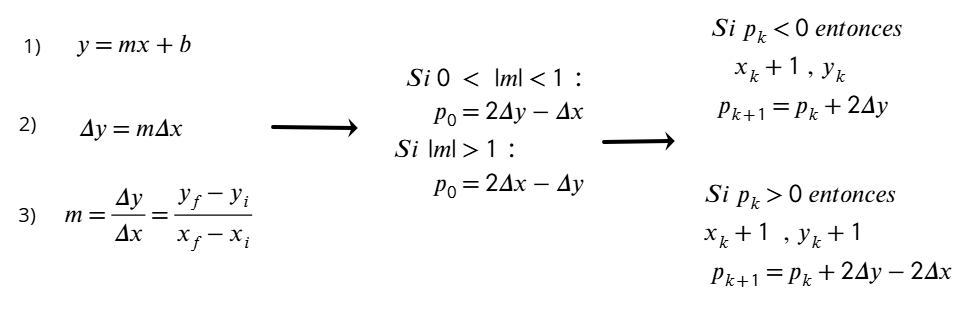 1) y = mx + b
2) Δy = mΔx
3) m = Δy/Δx = (y_f − y_i)/(x_f − x_i)
Si 0 < |m| < 1 :
p_0 = 2Δy − Δx
Si |m| > 1 :
p_0 = 2Δx − Δy
Si p_k < 0 entonces
x_k + 1 , y_k
p_{k+1} = p_k + 2Δy
Si p_k > 0 entonces
x_k + 1 , y_k + 1
p_{k+1} = p_k + 2Δy − 2Δx